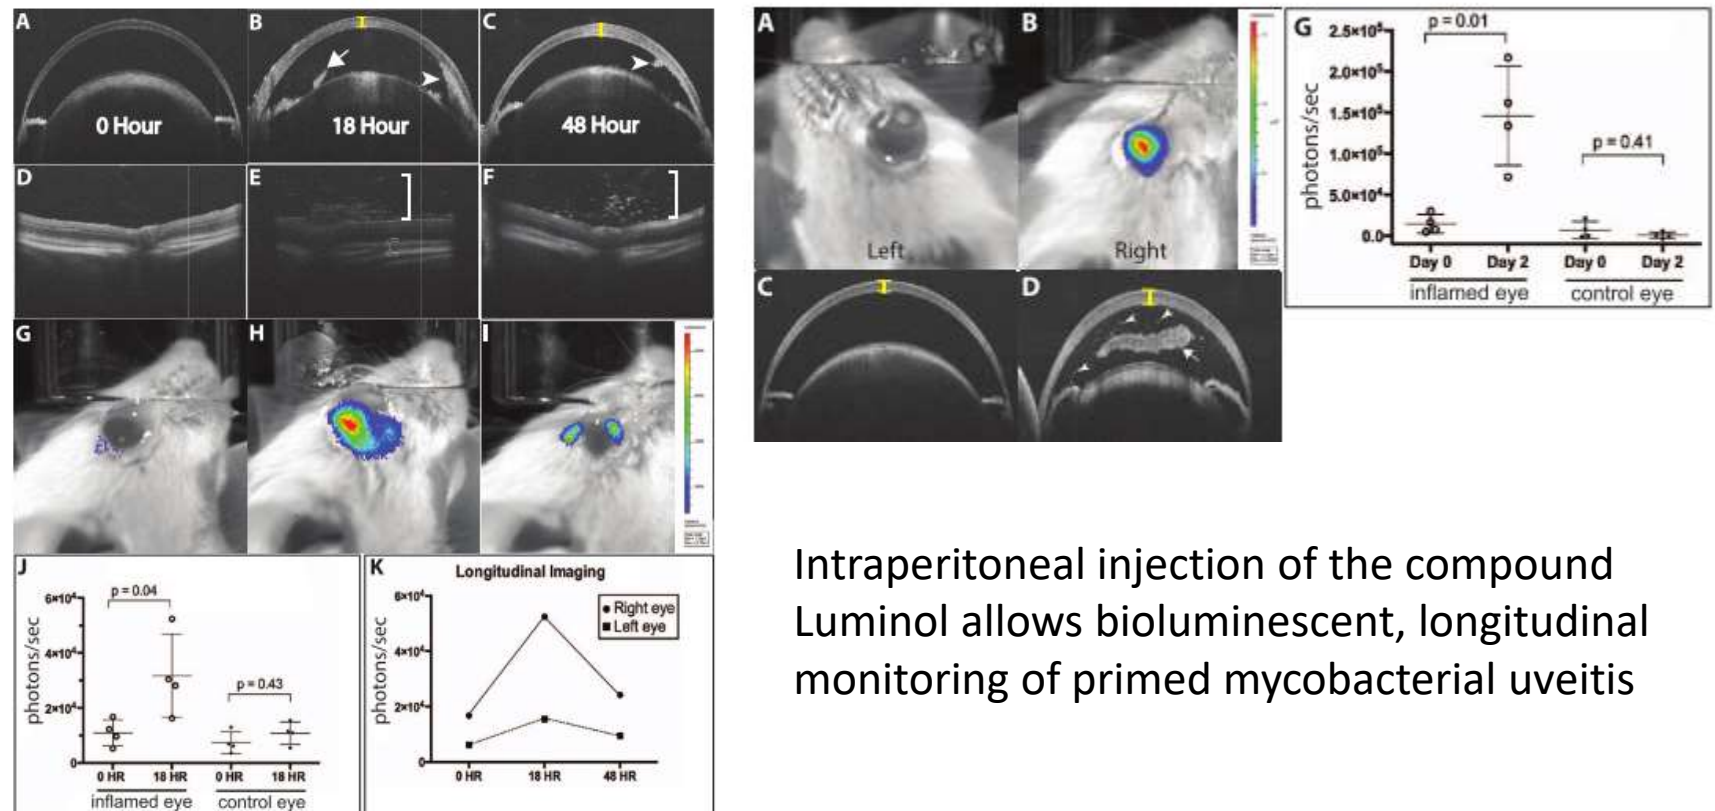 A
B
C
0 Hour
18 Hour
48 Hour
D
E
F
G
H
I
J
p = 0.04
6×10⁴
4×10⁴
2×10⁴
0
photons/sec
p = 0.43
0 HR
18 HR
0 HR
18 HR
inflamed eye
control eye
K
Longitudinal Imaging
6×10⁴
4×10⁴
2×10⁴
0
photons/sec
Right eye
Left eye
0 HR
18 HR
48 HR
A
B
Left
Right
C
D
G
2.5×10⁵
2.0×10⁵
1.5×10⁵
1.0×10⁵
5.0×10⁴
0.0
photons/sec
p = 0.01
p = 0.41
Day 0
Day 2
Day 0
Day 2
inflamed eye
control eye
Intraperitoneal injection of the compound
Luminol allows bioluminescent, longitudinal
monitoring of primed mycobacterial uveitis